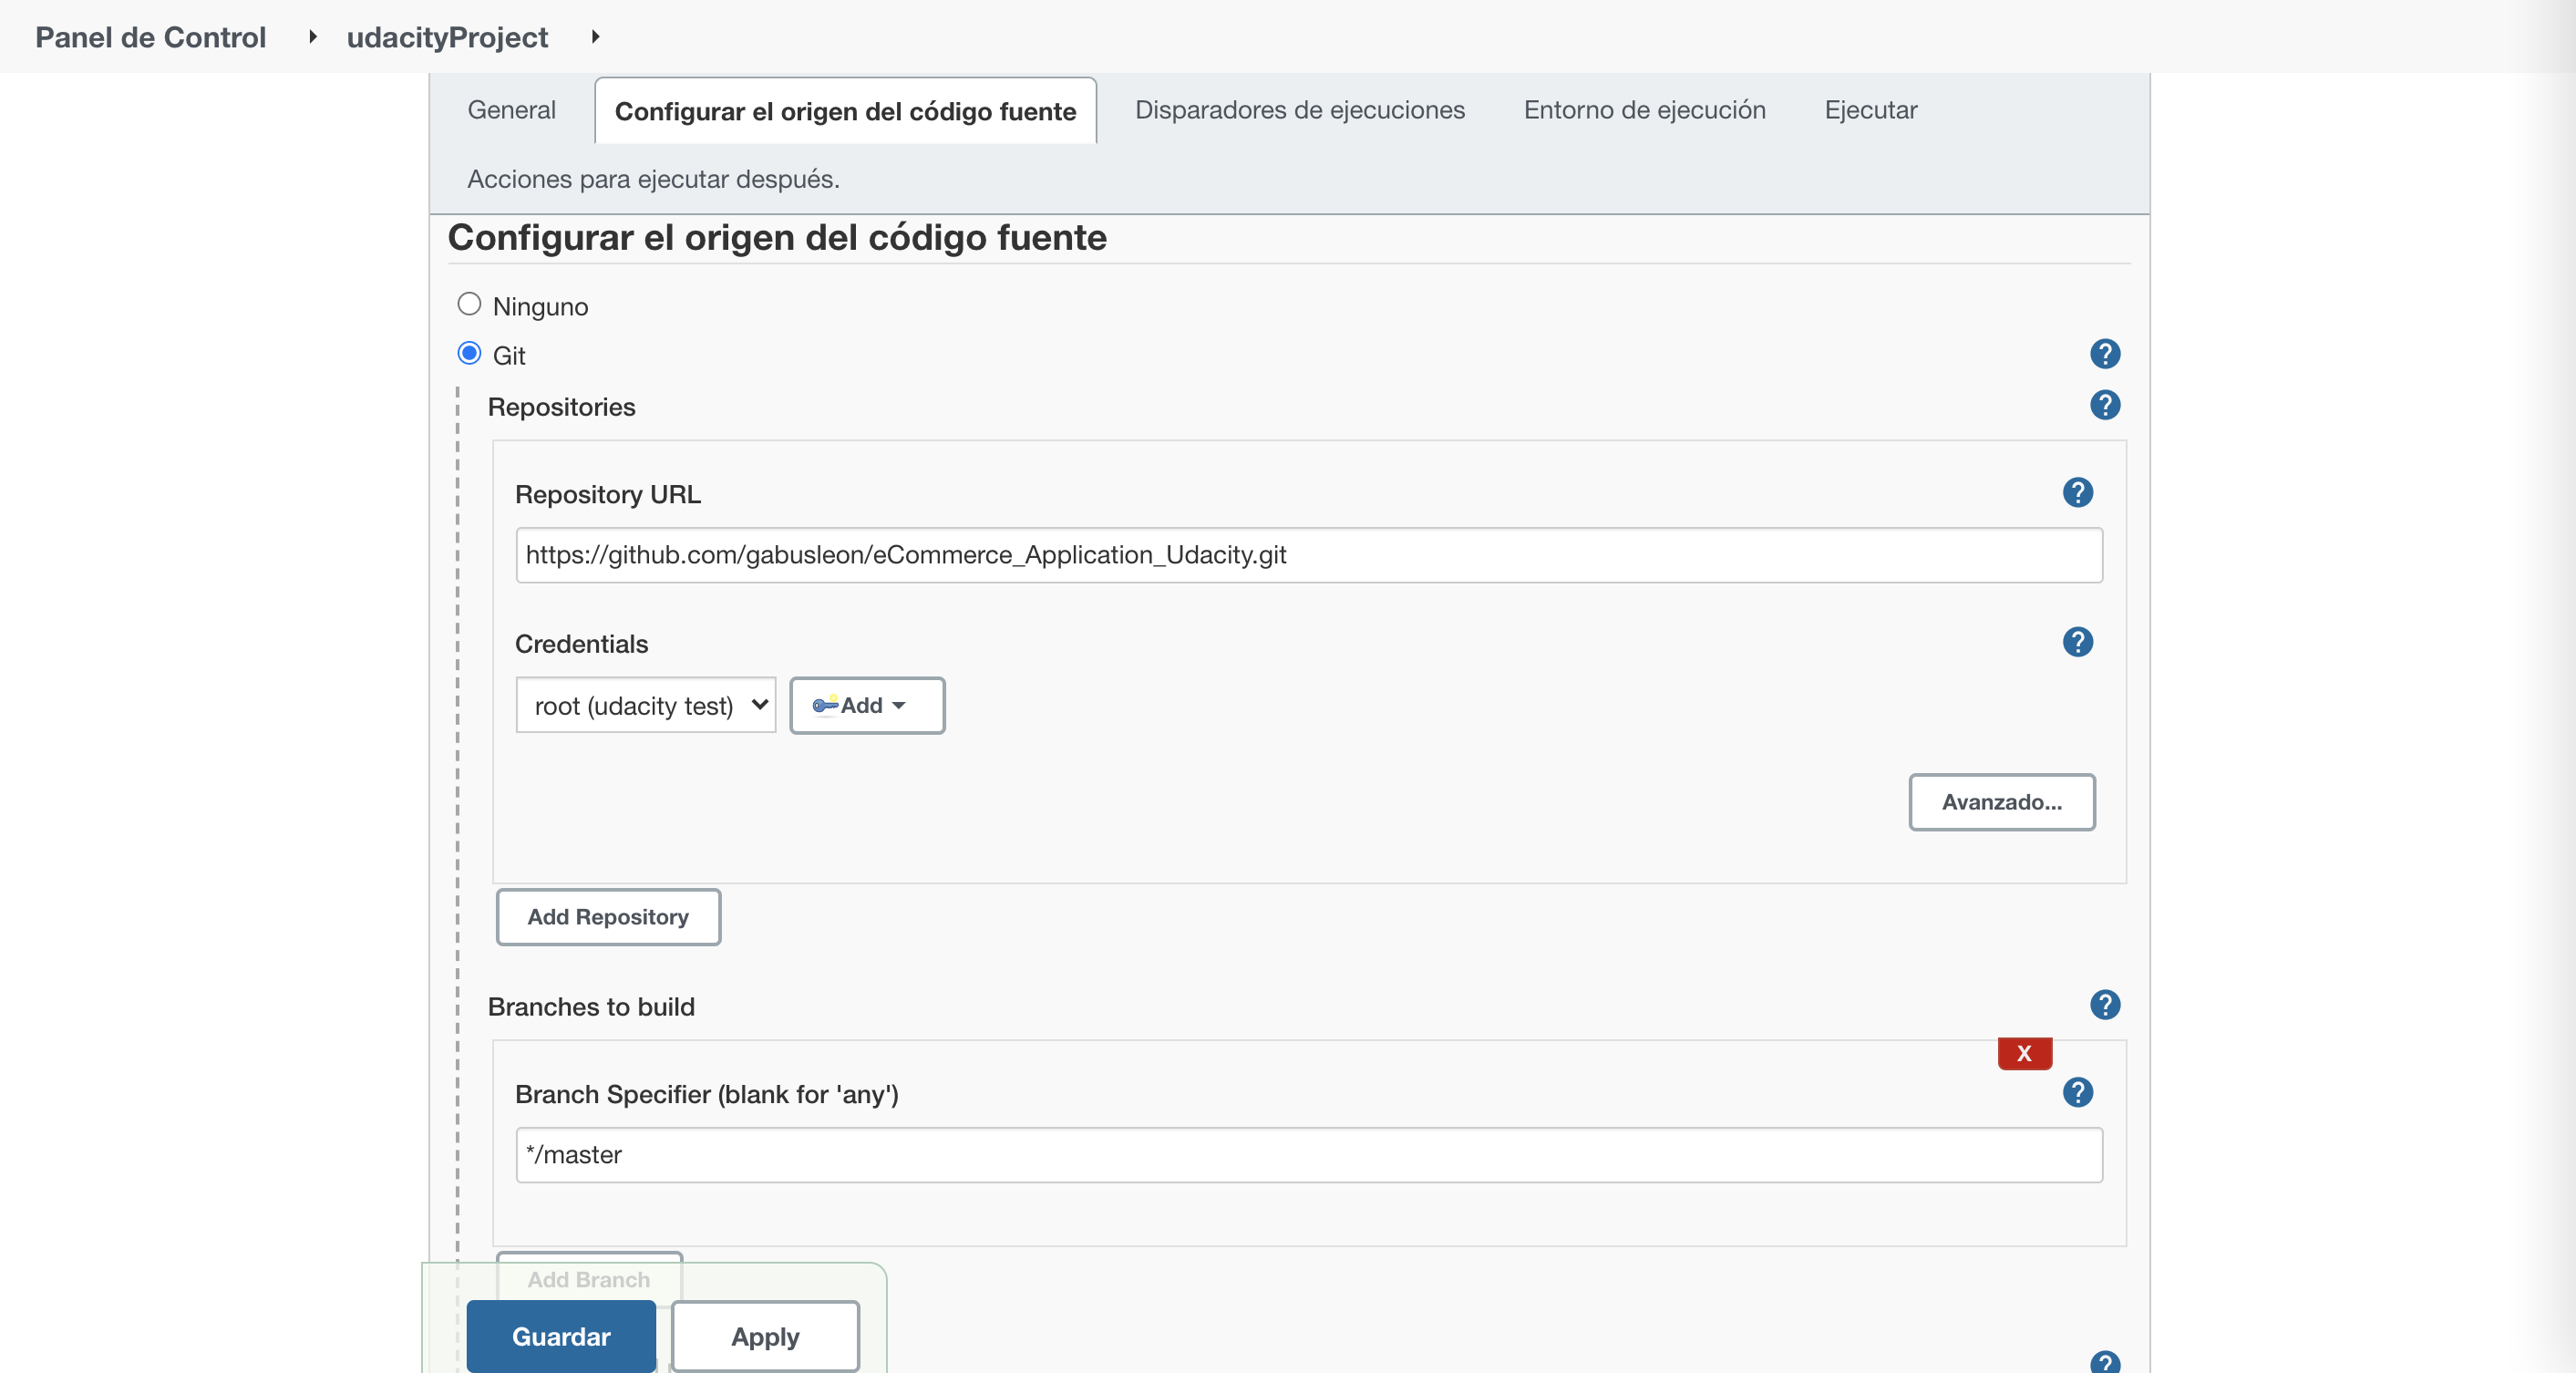 Panel de Control udacityProject
General Configurar el origen del código fuente Disparadores de ejecuciones Entorno de ejecución Ejecutar
Acciones para ejecutar después.
Configurar el origen del código fuente
Ninguno
Git ?
Repositories ?
Repository URL ?
https://github.com/gabusleon/eCommerce_Application_Udacity.git
Credentials ?
root (udacity test) Add
Avanzado...
Add Repository
Branches to build ?
X
Branch Specifier (blank for 'any') ?
*/master
Add Branch
Guardar Apply
?